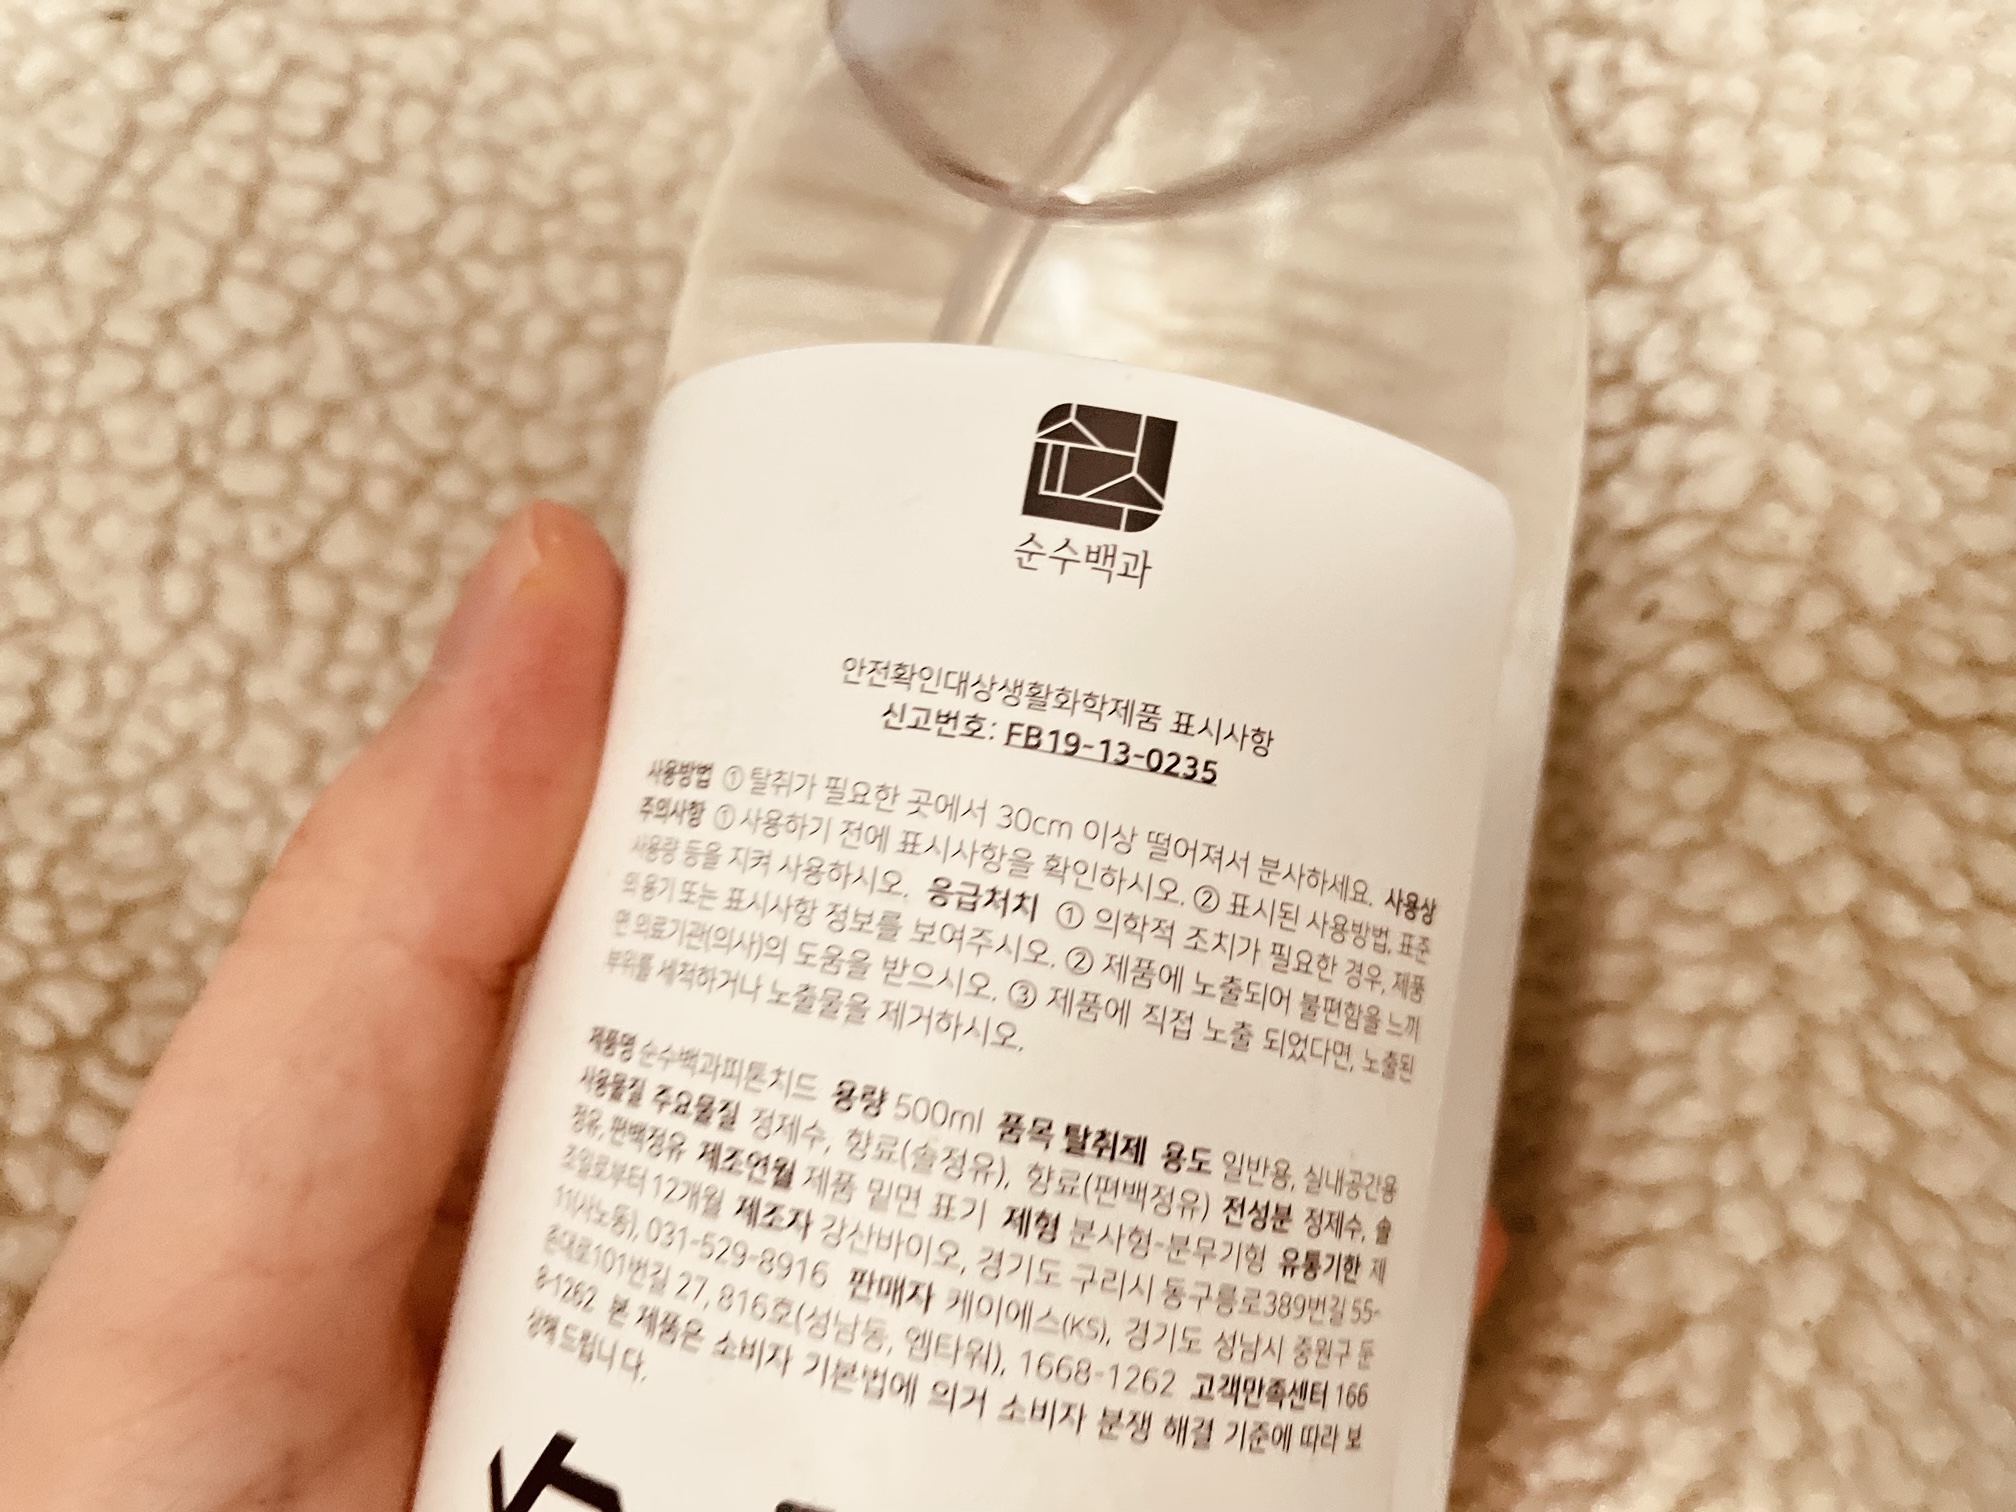 순수백과
안전확인대상생활화학제품 표시사항
신고번호: FB19-13-0235
사용방법 ① 탈취가 필요한 곳에서 30cm 이상 떨어져서 분사하세요. 사용상
주의사항 ① 사용하기 전에 표시사항을 확인하시오. ② 표시된 사용방법, 표준
사용량 등을 지켜 사용하시오. 응급처치 ① 의학적 조치가 필요한 경우, 제품
의 용기 또는 표시사항 정보를 보여주시오. ② 제품에 노출되어 불편함을 느끼
면 의료기관(의사)의 도움을 받으시오. ③ 제품에 직접 노출 되었다면, 노출된
부위를 세척하거나 노출물을 제거하시오.
제품명 순수백과피톤치드 용량 500ml 품목 탈취제 용도 일반용, 실내공간용
사용물질 주요물질 정제수, 향료(솔정유), 향료(편백정유) 전성분 정제수, 솔
정유, 편백정유 제조연월 제품 밑면 표기 제형 분사형-분무기형 유통기한 제
조일로부터 12개월 제조자 강산바이오, 경기도 구리시 동구릉로389번길 55-
11(사노동), 031-529-8916 판매자 케이에스(KS), 경기도 성남시 중원구 둔
촌대로101번길 27, 816호(성남동, 엠타워), 1668-1262 고객만족센터 166
8-1262 본 제품은 소비자 기본법에 의거 소비자 분쟁 해결 기준에 따라 보
상해 드립니다.